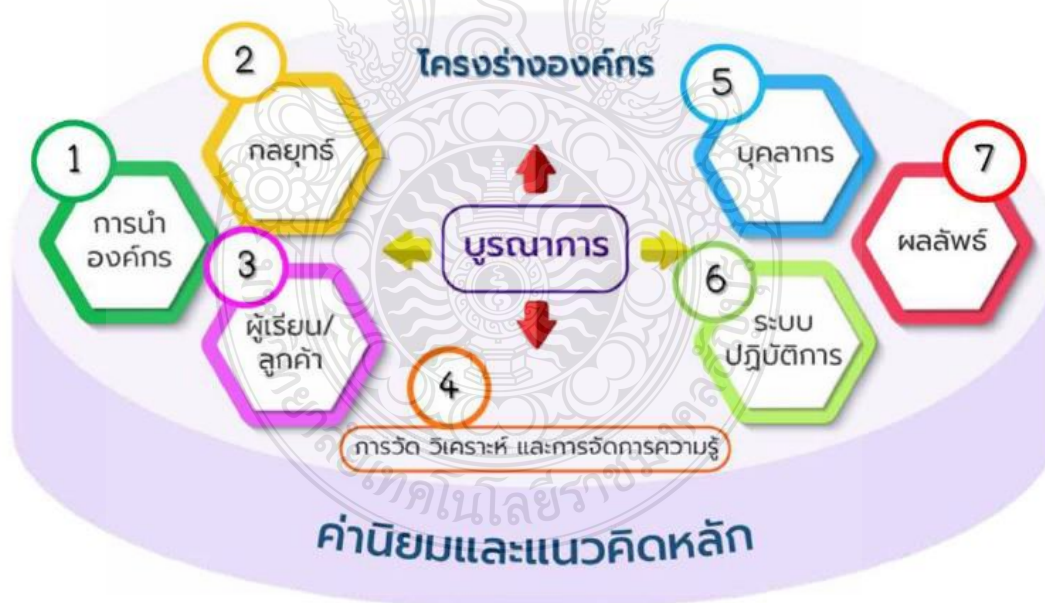 โครงร่างองค์กร
1
การนำ
องค์กร
2
กลยุทธ์
3
ผู้เรียน/
ลูกค้า
บูรณาการ
4
การวัด วิเคราะห์ และการจัดการความรู้
5
บุคลากร
6
ระบบ
ปฏิบัติการ
7
ผลลัพธ์
ค่านิยมและแนวคิดหลัก